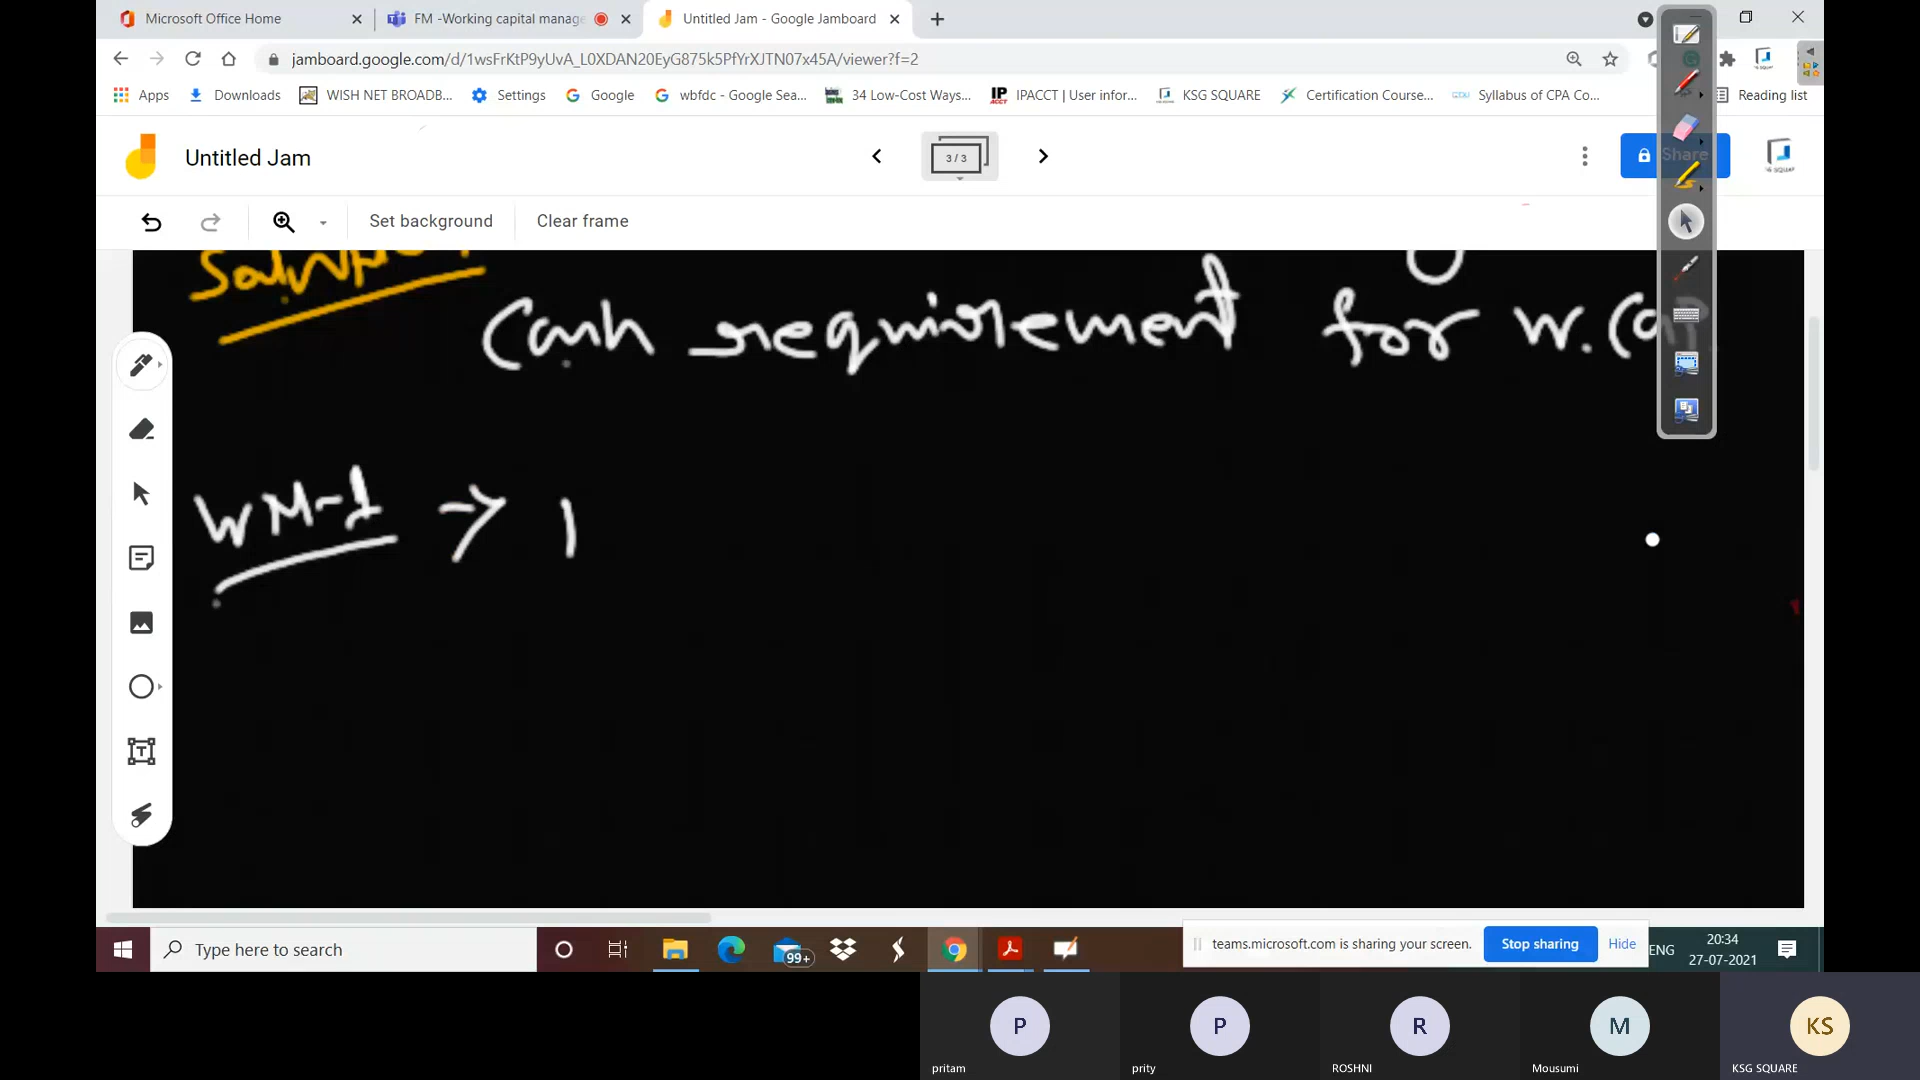 Microsoft Office Home
FM -Working capital manage
Untitled Jam - Google Jamboard
jamboard.google.com/d/1wsFrKtP9yUvA_L0XDAN20EyG875k5PfYrXJTN07x45A/viewer?f=2
Apps Downloads WISH NET BROADB... Settings Google wbfdc - Google Sea... 34 Low-Cost Ways... IPACCT | User infor... KSG SQUARE Certification Course... Syllabus of CPA Co... Reading list
Untitled Jam
3 / 3
Share
Set background Clear frame
Cash requirement for w. Cap
WM-1 → 1
Type here to search
99+
teams.microsoft.com is sharing your screen. Stop sharing Hide
ENG
20:34
27-07-2021
P P R M KS
pritam prity ROSHNI Mousumi KSG SQUARE